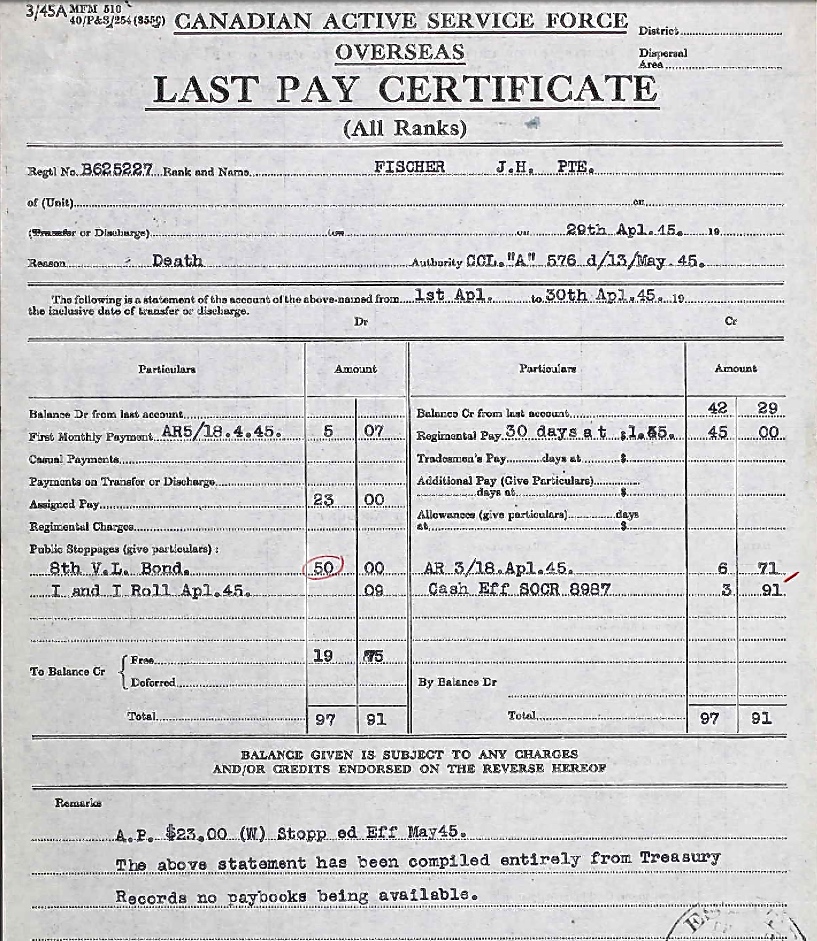 3/45A MFM 510
40/P&S/254 (8556)
CANADIAN ACTIVE SERVICE FORCE
OVERSEAS
District
Dispersal
Area
LAST PAY CERTIFICATE
(All Ranks)
Regtl No. B625227 Rank and Name FISCHER J.H. PTE.
of (Unit) on
(Transfer or Discharge) on 29th Apl.45. 19
Reason Death Authority CCL."A" 576 d/13/May.45.
The following is a statement of the account of the above-named from 1st Apl. to 30th Apl.45. 19
the inclusive date of transfer or discharge.
Dr Cr
Particulars Amount Particulars Amount
Balance Dr from last account Balance Cr from last account 42 29
First Monthly Payment AR5/18.4.45. 5 07 Regimental Pay 30 days at $ 45 00
Casual Payments Tradesmen's Pay days at $
Payments on Transfer or Discharge Additional Pay (Give Particulars)
days at $
Assigned Pay 23 00 Allowances (give particulars) days
Regimental Charges at $
Public Stoppages (give particulars) :
8th V.L. Bond. 50 00 AR 3/18.Apl.45. 6 71
I and I Roll Apl.45. 09 Cash Eff SOCR 8987 3 91
To Balance Cr { Free 19 75
Deferred By Balance Dr
Total 97 91 Total 97 91
BALANCE GIVEN IS SUBJECT TO ANY CHARGES
AND/OR CREDITS ENDORSED ON THE REVERSE HEREOF
Remarks
A.P. $23.00 (W) Stopp ed Eff May45.
The above statement has been compiled entirely from Treasury
Records no paybooks being available.